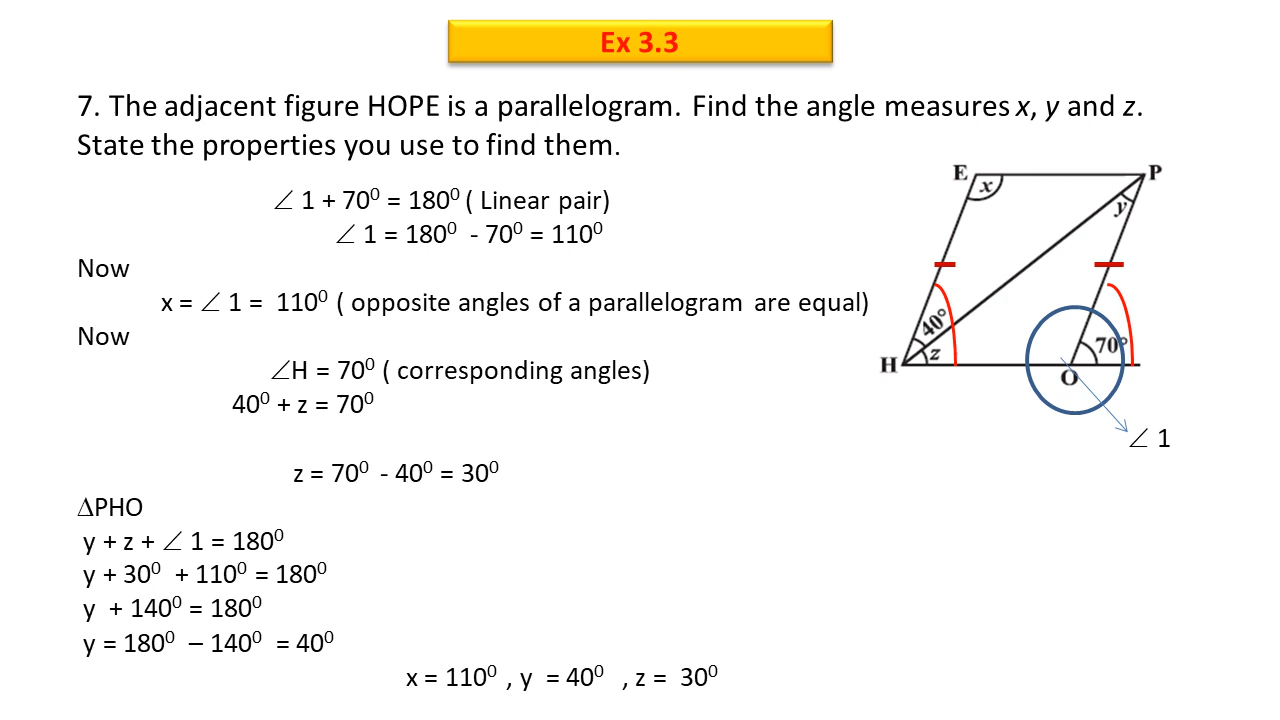 Ex 3.3
7. The adjacent figure HOPE is a parallelogram. Find the angle measures x, y and z.
State the properties you use to find them.
∠ 1 + 70⁰ = 180⁰ ( Linear pair)
∠ 1 = 180⁰ - 70⁰ = 110⁰
Now
x = ∠ 1 = 110⁰ ( opposite angles of a parallelogram are equal)
Now
∠H = 70⁰ ( corresponding angles)
40⁰ + z = 70⁰
z = 70⁰ - 40⁰ = 30⁰
∆PHO
y + z + ∠ 1 = 180⁰
y + 30⁰ + 110⁰ = 180⁰
y + 140⁰ = 180⁰
y = 180⁰ – 140⁰ = 40⁰
x = 110⁰ , y = 40⁰ , z = 30⁰
E P
x
y
40°
70°
H z
O
∠ 1